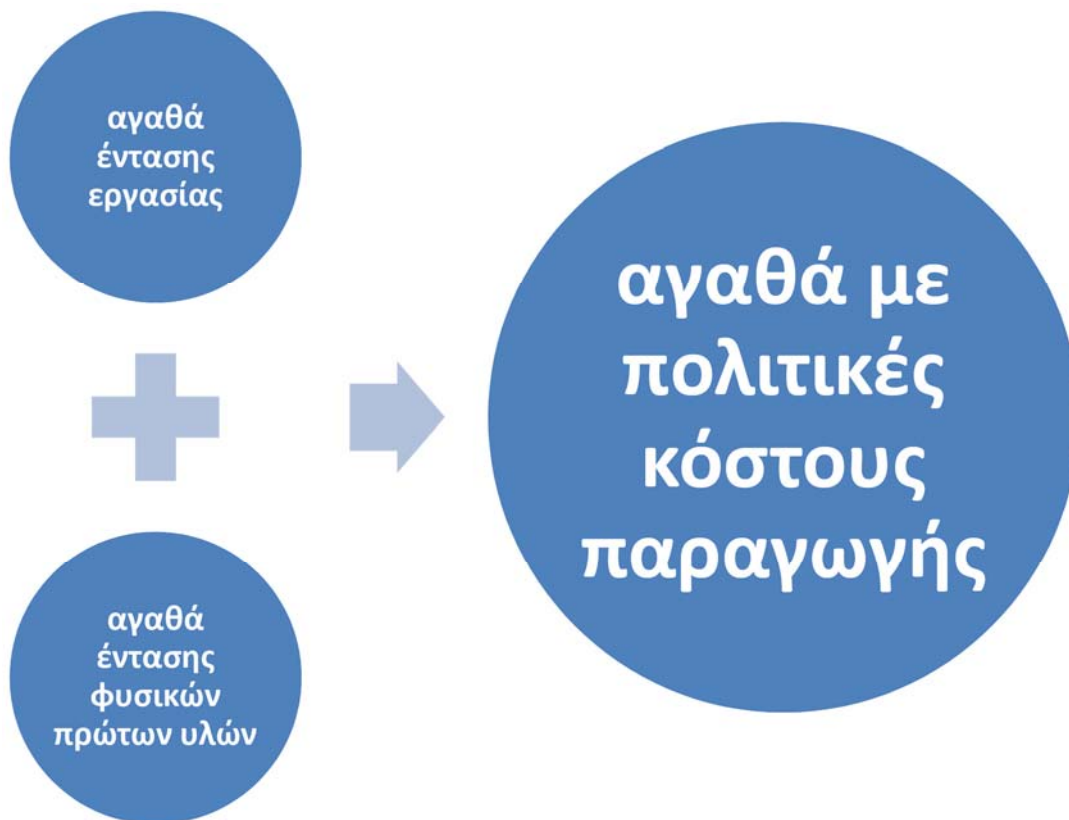 αγαθά
έντασης
εργασίας
αγαθά
έντασης
φυσικών
πρώτων υλών
αγαθά με
πολιτικές
κόστους
παραγωγής